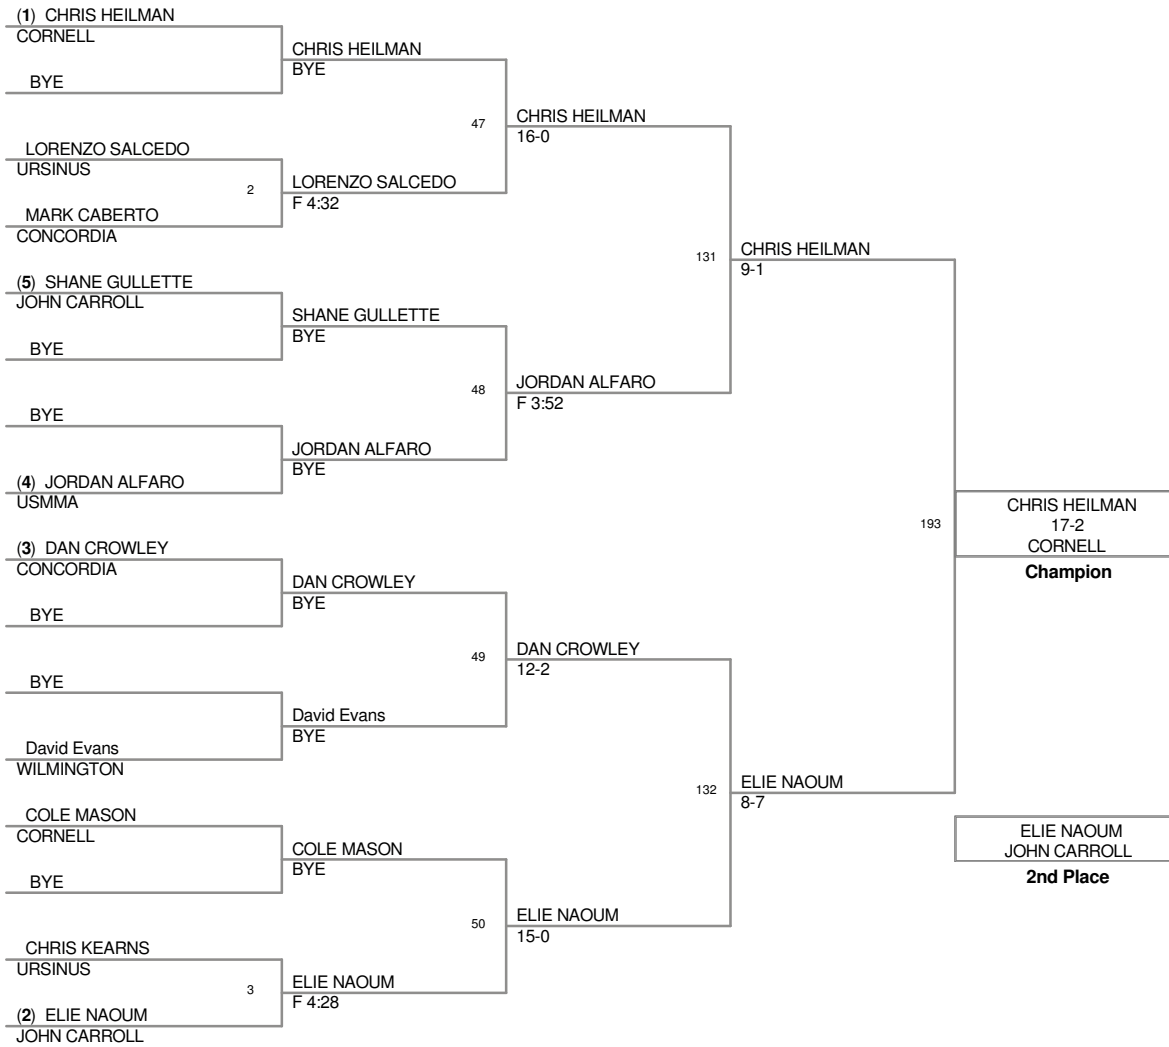 (1) CHRIS HEILMAN
CORNELL
BYE
LORENZO SALCEDO
URSINUS
2
MARK CABERTO
CONCORDIA
(5) SHANE GULLETTE
JOHN CARROLL
BYE
BYE
(4) JORDAN ALFARO
USMMA
(3) DAN CROWLEY
CONCORDIA
BYE
BYE
David Evans
WILMINGTON
COLE MASON
CORNELL
BYE
CHRIS KEARNS
URSINUS
3
(2) ELIE NAOUM
JOHN CARROLL
CHRIS HEILMAN
BYE
47
LORENZO SALCEDO
F 4:32
SHANE GULLETTE
BYE
48
JORDAN ALFARO
BYE
DAN CROWLEY
BYE
49
David Evans
BYE
COLE MASON
BYE
50
ELIE NAOUM
F 4:28
CHRIS HEILMAN
16-0
131
JORDAN ALFARO
F 3:52
DAN CROWLEY
12-2
132
ELIE NAOUM
15-0
CHRIS HEILMAN
9-1
193
ELIE NAOUM
8-7
CHRIS HEILMAN
17-2
CORNELL
Champion
ELIE NAOUM
JOHN CARROLL
2nd Place